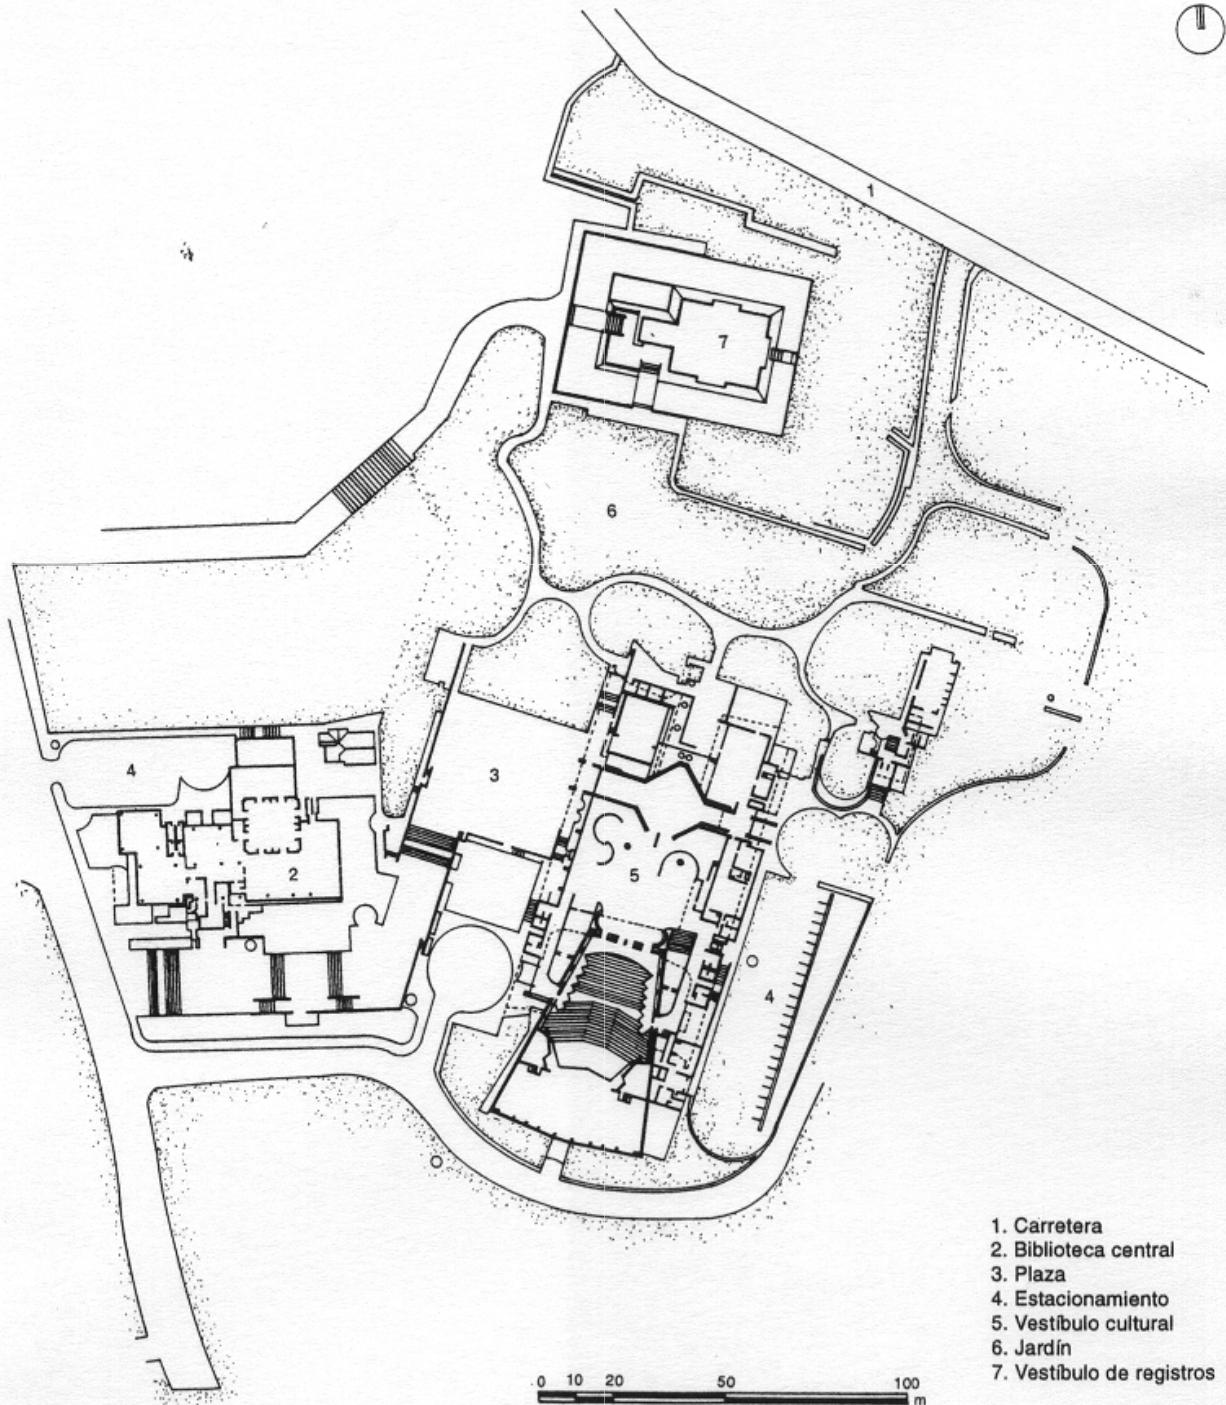 1
7
6
4
3
2
5
4
1. Carretera
2. Biblioteca central
3. Plaza
4. Estacionamiento
5. Vestíbulo cultural
6. Jardín
7. Vestíbulo de registros
0 10 20 50 100
m